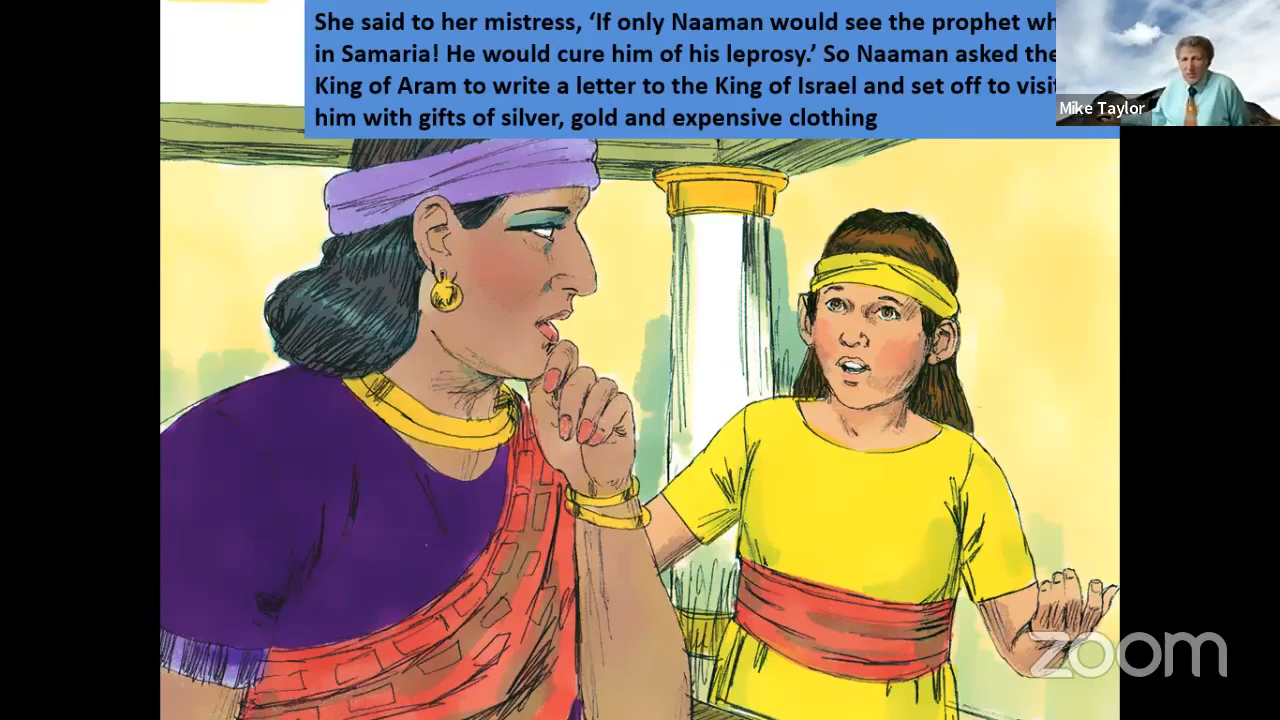 She said to her mistress, ‘If only Naaman would see the prophet
in Samaria! He would cure him of his leprosy.’ So Naaman asked the
King of Aram to write a letter to the King of Israel and set off to
him with gifts of silver, gold and expensive clothing
Mike Taylor
zoom